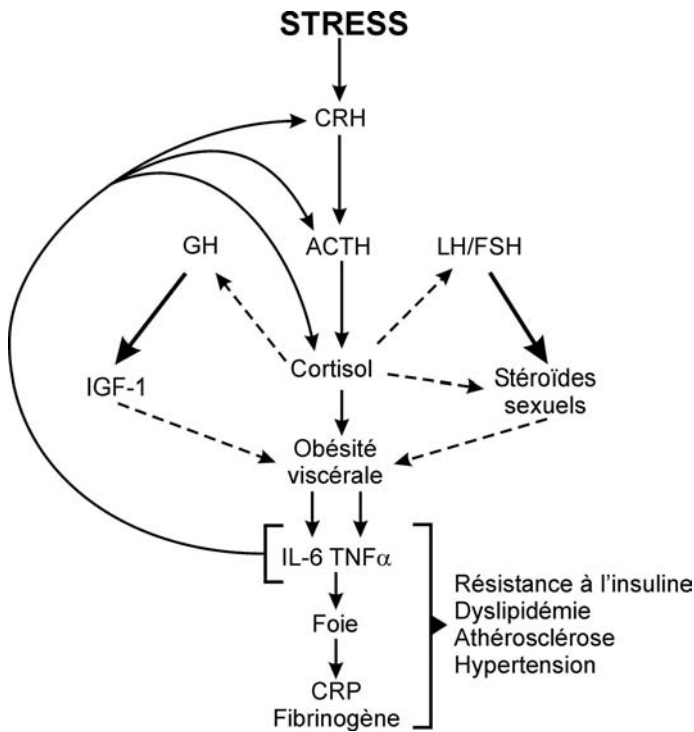 STRESS
CRH
GH
ACTH
LH/FSH
Cortisol
IGF-1
Stéroïdes
sexuels
Obésité
viscérale
IL-6 TNFα
Résistance à l'insuline
Dyslipidémie
Athérosclérose
Hypertension
Foie
CRP
Fibrinogène